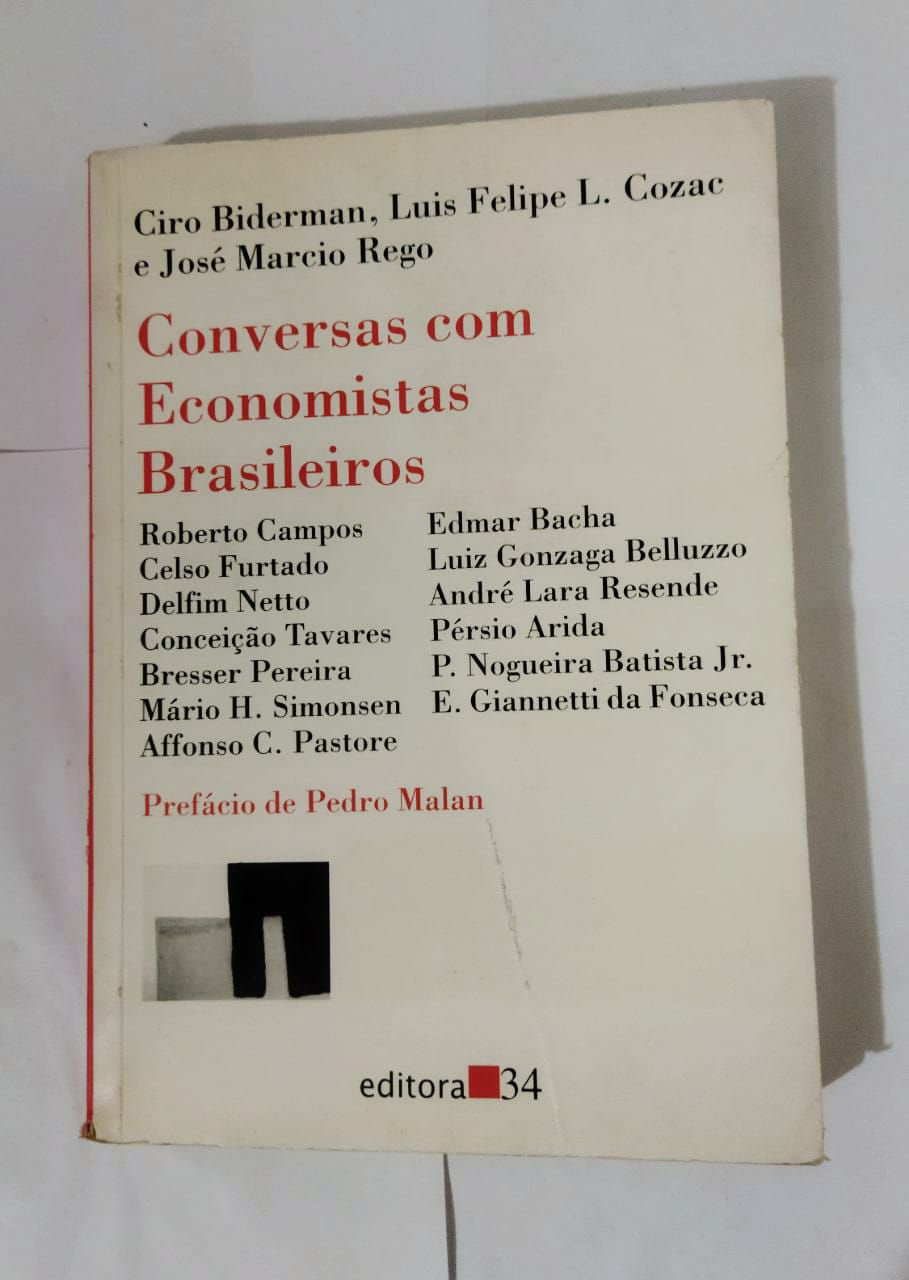 Ciro Biderman, Luis Felipe L. Cozac
e José Marcio Rego
Conversas com
Economistas
Brasileiros
Roberto Campos
Celso Furtado
Delfim Netto
Conceição Tavares
Bresser Pereira
Mário H. Simonsen
Affonso C. Pastore
Edmar Bacha
Luiz Gonzaga Belluzzo
André Lara Resende
Pérsio Arida
P. Nogueira Batista Jr.
E. Giannetti da Fonseca
Prefácio de Pedro Malan
editora 34